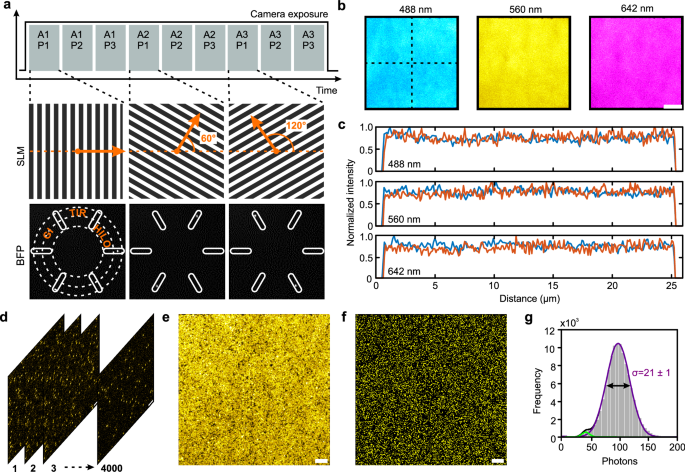 a
Camera exposure
A1 A1 A1 A2 A2 A2 A3 A3 A3
P1 P2 P3 P1 P2 P3 P1 P2 P3
Time
SLM
60°
120°
BFP
SI
TIR
HILO
b
488 nm
560 nm
642 nm
c
Normalized intensity
1.0
0.5
0
488 nm
1.0
0.5
0
560 nm
1.0
0.5
0
642 nm
0 5 10 15 20 25
Distance (µm)
d
1 2 3 4000
e
f
g
x10³
12
10
8
6
4
2
0
Frequency
σ=21 ± 1
0 50 100 150 200
Photons